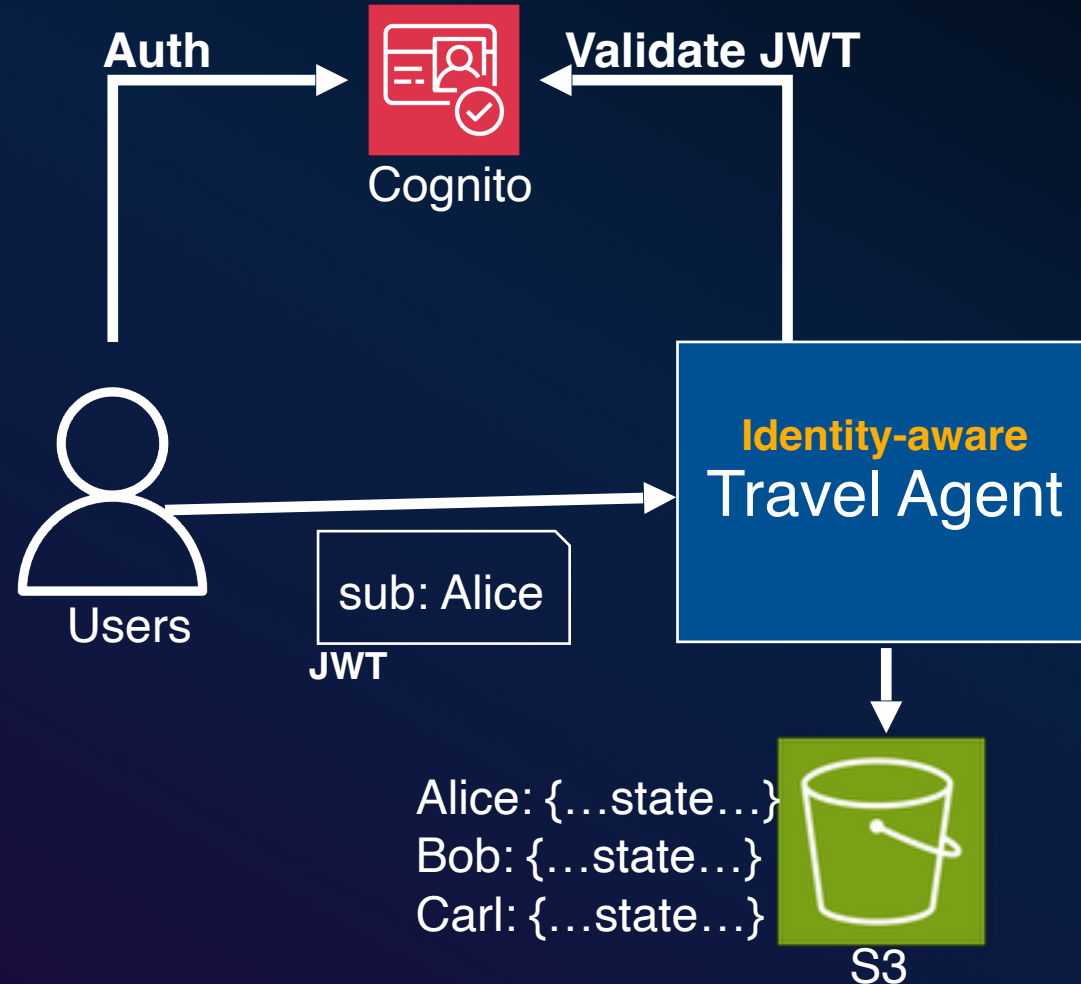 Auth
Validate JWT
Cognito
Identity-aware
Travel Agent
sub: Alice
Users
JWT
Alice: {…state…}
Bob: {…state…}
Carl: {…state…}
S3